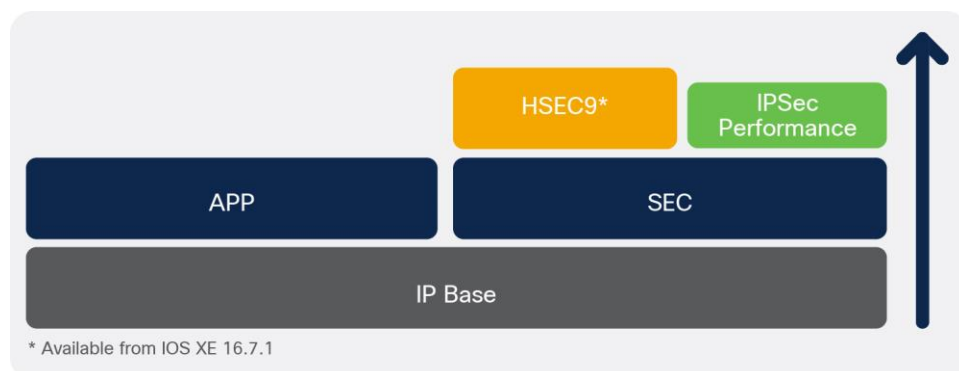 HSEC9*
IPSec
Performance
APP
SEC
IP Base
* Available from IOS XE 16.7.1